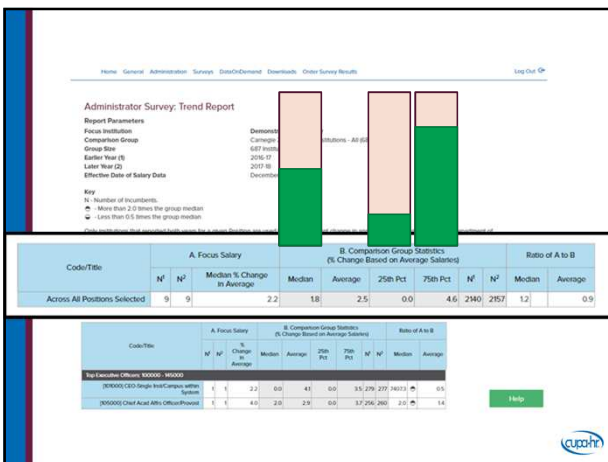 Home General Administration Surveys DataOnDemand Downloads Order Survey Results Log Out
Administrator Survey: Trend Report
Report Parameters
Focus Institution Demonst
Comparison Group Carnegie stitutions - All (68
Group Size 687 Instit
Earlier Year (1) 2016-17
Later Year (2) 2017-18
Effective Date of Salary Data December
Key
N - Number of Incumbents.
- More than 2.0 times the group median
- Less than 0.5 times the group median
Code/Title A. Focus Salary B. Comparison Group Statistics (% Change Based on Average Salaries) Ratio of A to B
N¹ N² Median % Change in Average Median Average 25th Pct 75th Pct N¹ N² Median Average
Across All Positions Selected 9 9 2.2 1.8 2.5 0.0 4.6 2140 2157 1.2 0.9
Code/Title A. Focus Salary B. Comparison Group Statistics (% Change Based on Average Salaries) Ratio of A to B
N¹ N² % Change in Average Median Average 25th Pct 75th Pct N¹ N² Median Average
Top Executive Officers: 100000 - 145000
[101000] CEO-Single Inst/Campus within System 1 1 2.2 0.0 4.1 0.0 3.5 279 277 0.5
[105000] Chief Acad Affrs Officer/Provost 1 1 4.0 2.0 2.9 0.0 3.7 256 260 2.0 1.4
Help
cupa-hr